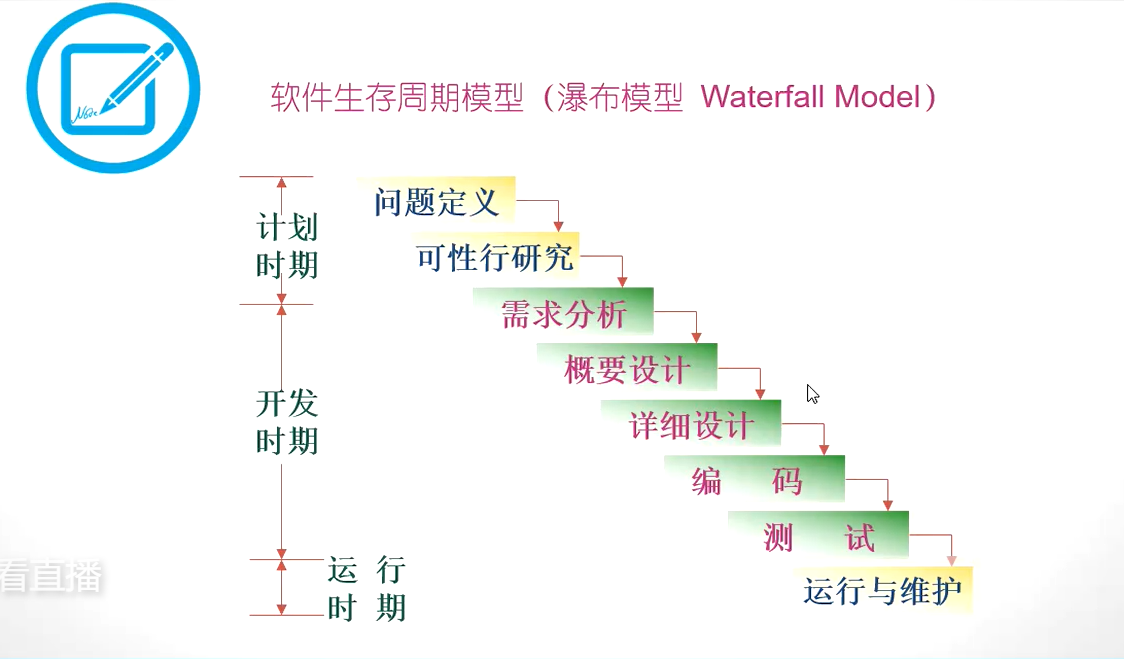 软件生存周期模型（瀑布模型 Waterfall Model）
计划
时期
问题定义
可性行研究
需求分析
概要设计
开发
时期
详细设计
编 码
测 试
运 行
时 期
运行与维护
看直播
Note